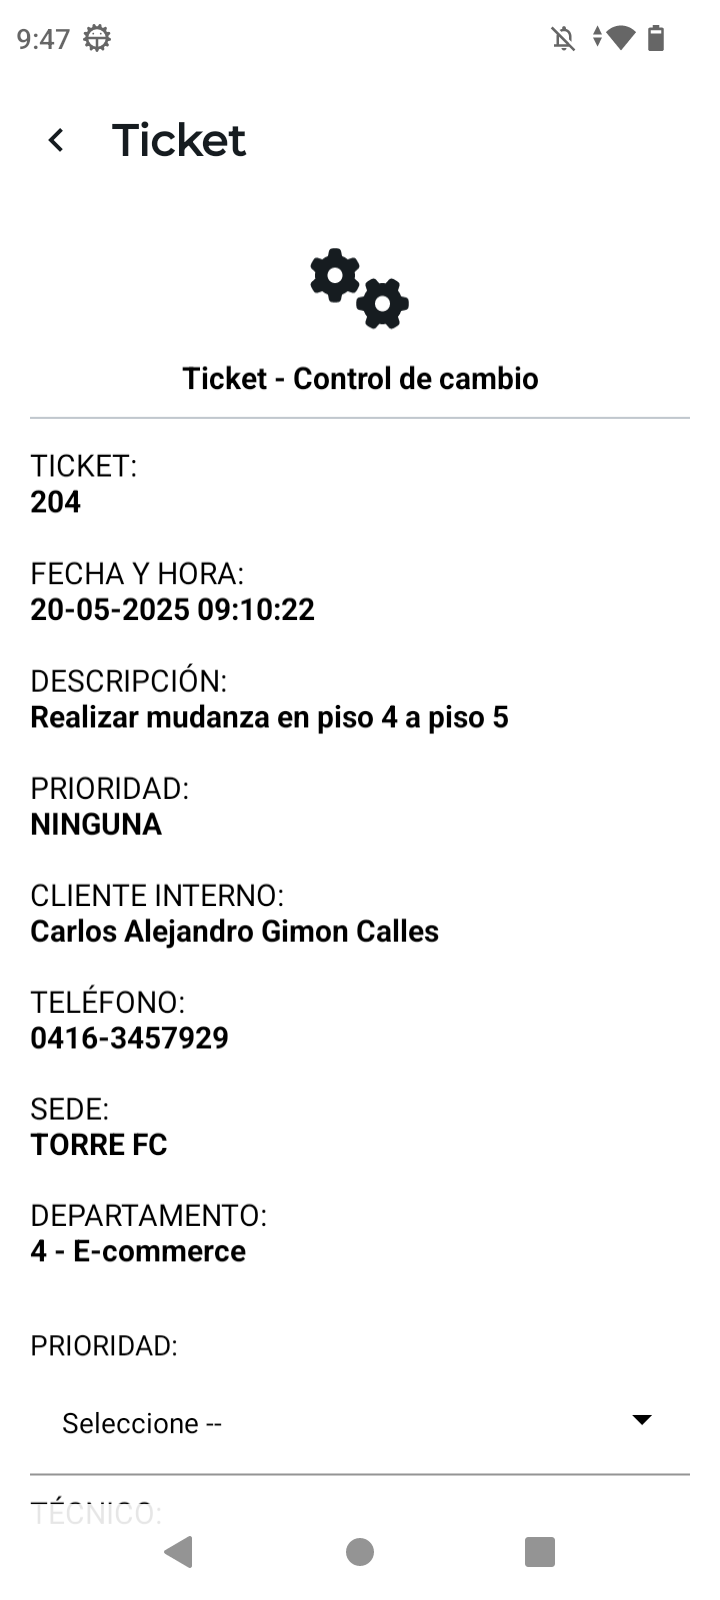 9:47
Ticket
Ticket - Control de cambio
TICKET:
204
FECHA Y HORA:
20-05-2025 09:10:22
DESCRIPCIÓN:
Realizar mudanza en piso 4 a piso 5
PRIORIDAD:
NINGUNA
CLIENTE INTERNO:
Carlos Alejandro Gimon Calles
TELÉFONO:
0416-3457929
SEDE:
TORRE FC
DEPARTAMENTO:
4 - E-commerce
PRIORIDAD:
Seleccione --
TÉCNICO: